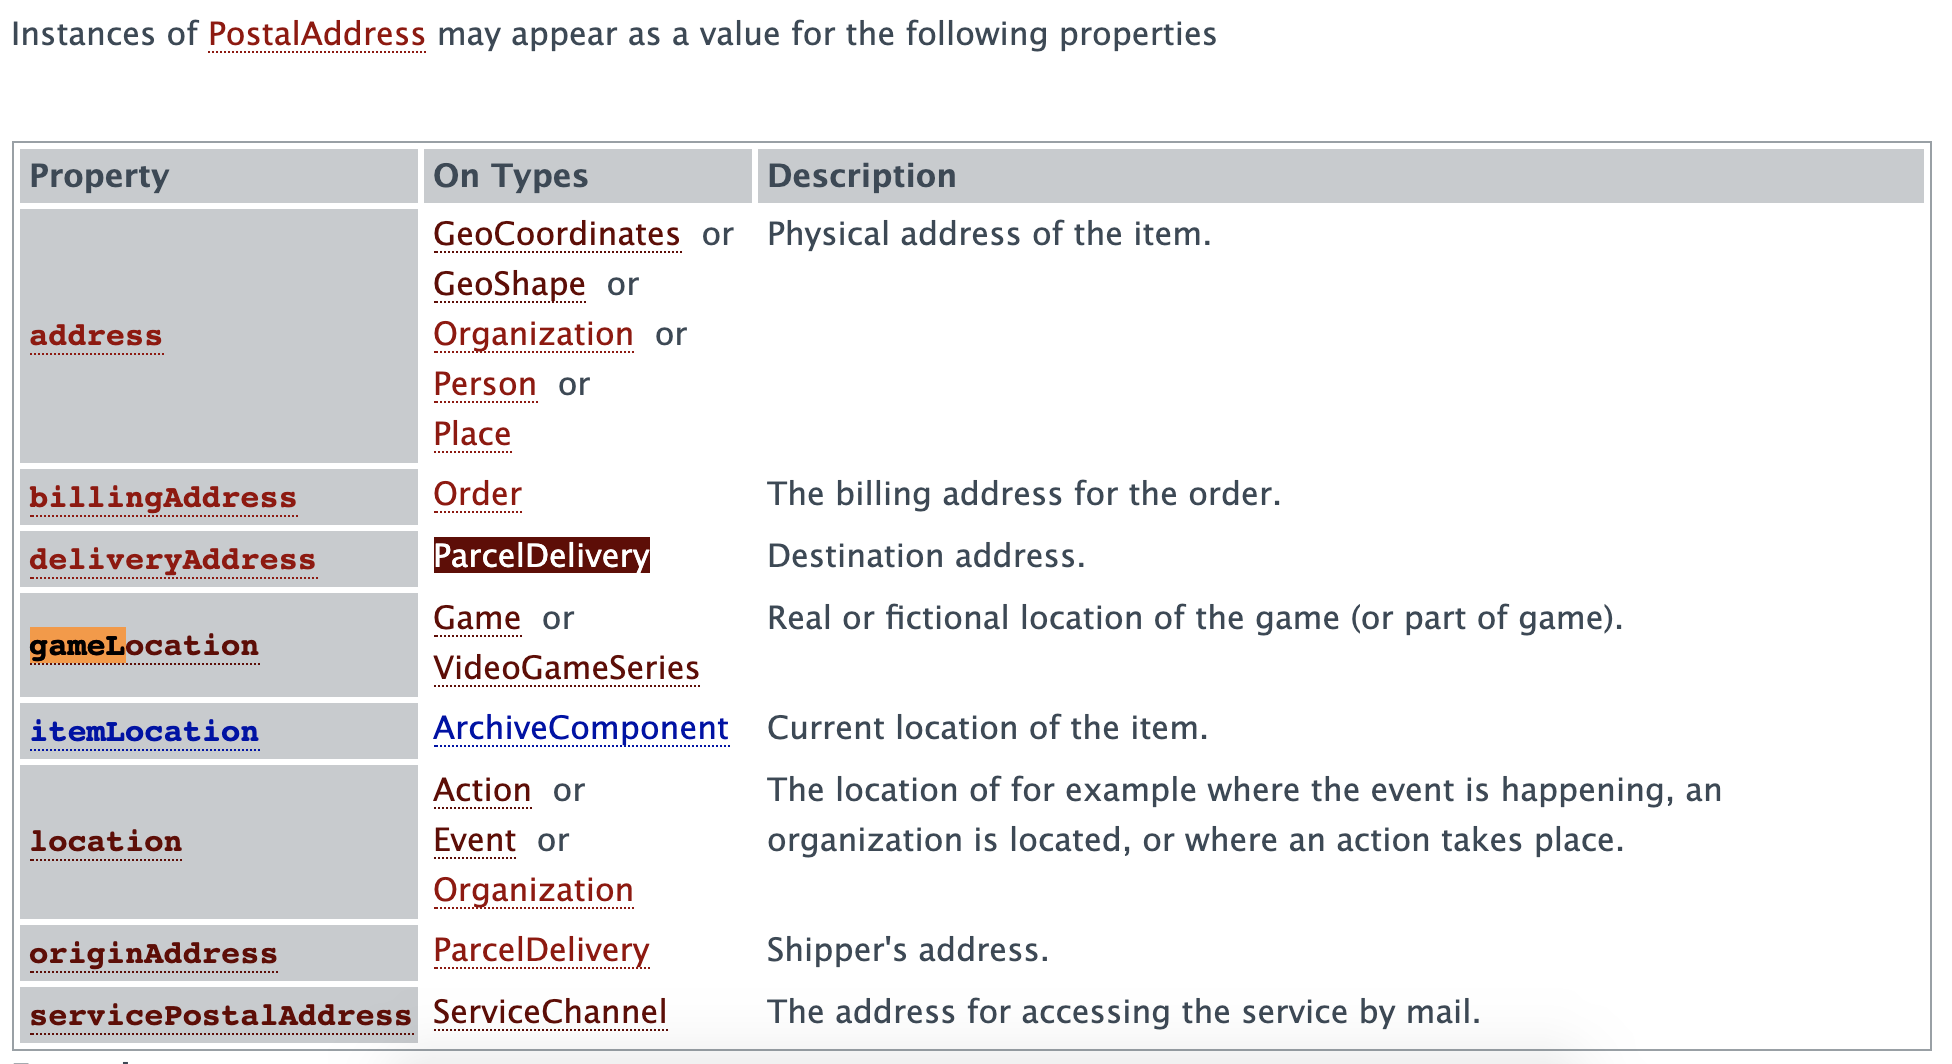 Instances of PostalAddress may appear as a value for the following properties
Property On Types Description
address
GeoCoordinates or
GeoShape or
Organization or
Person or
Place
Physical address of the item.
billingAddress Order The billing address for the order.
deliveryAddress ParcelDelivery Destination address.
gameLocation
Game or
VideoGameSeries
Real or fictional location of the game (or part of game).
itemLocation ArchiveComponent Current location of the item.
location
Action or
Event or
Organization
The location of for example where the event is happening, an
organization is located, or where an action takes place.
originAddress ParcelDelivery Shipper's address.
servicePostalAddress ServiceChannel The address for accessing the service by mail.